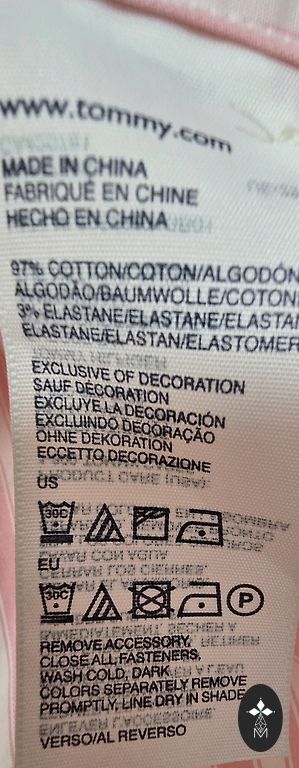 www.tommy.com
MADE IN CHINA
FABRIQUÉ EN CHINE
HECHO EN CHINA
97% COTTON/COTON/ALGODÓN
ALGODÃO/BAUMWOLLE/COTON
3% ELASTANE/ELASTANE/ELASTAN
ELASTANE/ELASTAN/ELASTOMER
EXCLUSIVE OF DECORATION
SAUF DÉCORATION
EXCLUYE LA DECORACIÓN
EXCLUINDO DECORAÇÃO
OHNE DEKORATION
ECCETTO DECORAZIONE
US
30C
EU
30C P
REMOVE ACCESSORY,
CLOSE ALL FASTENERS,
WASH COLD, DARK
COLORS SEPARATELY REMOVE
PROMPTLY, LINE DRY IN SHADE
VERSO/AL REVERSO